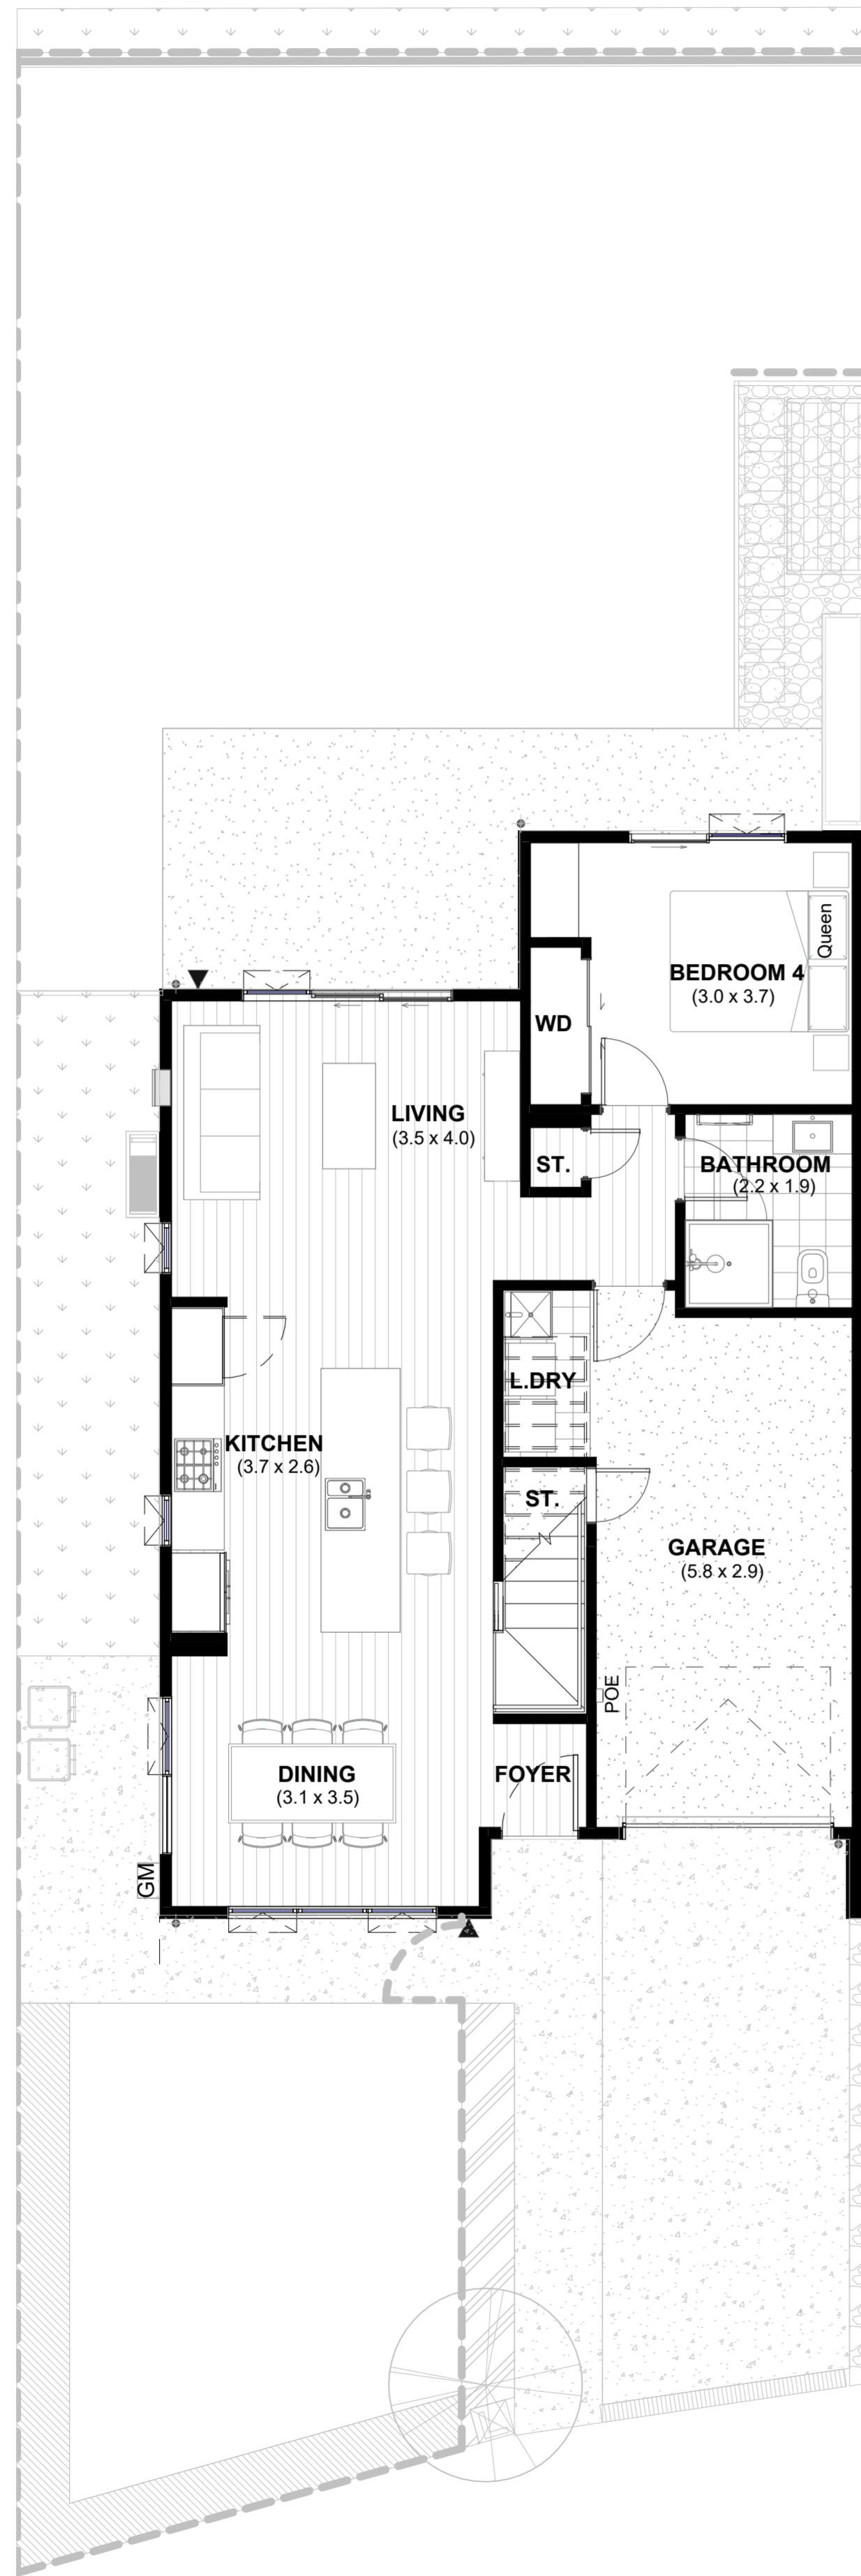 Queen
BEDROOM 4
(3.0 x 3.7)
WD
LIVING
(3.5 x 4.0)
ST.
BATHROOM
(2.2 x 1.9)
L.DRY
KITCHEN
(3.7 x 2.6)
ST.
GARAGE
(5.8 x 2.9)
POE
DINING
(3.1 x 3.5)
FOYER
GM